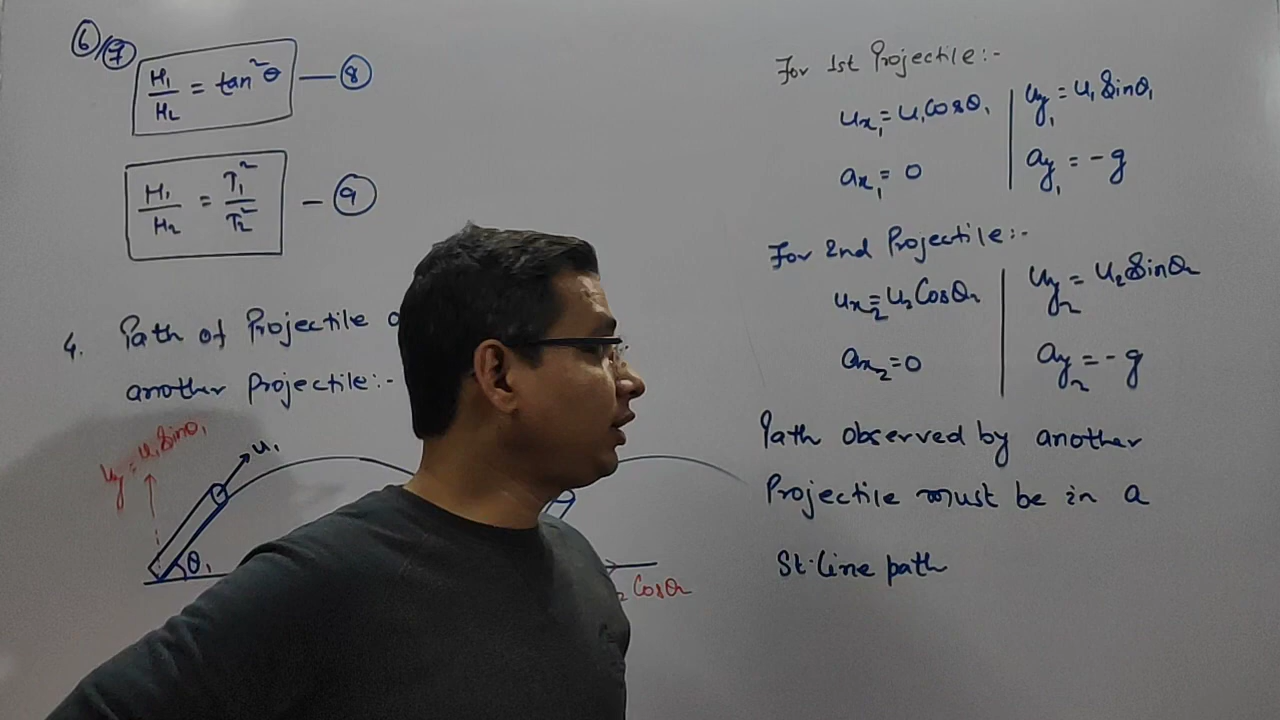 ⑥/⑦
H₁/H₂ = tan²θ — ⑧
H₁/H₂ = T₁²/T₂² — ⑨
4. Path of Projectile
another Projectile:-
uy = u₁Sinθ₁
u₁
θ₁
₂ Cosθ₂
For 1st Projectile:-
ux₁ = u₁Cosθ₁ | uy₁ = u₁Sinθ₁
ax₁ = 0 | ay₁ = -g
For 2nd Projectile:-
ux₂ = u₂Cosθ₂ | uy₂ = u₂Sinθ₂
ax₂ = 0 | ay₂ = -g
Path observed by another
Projectile must be in a
St. line path